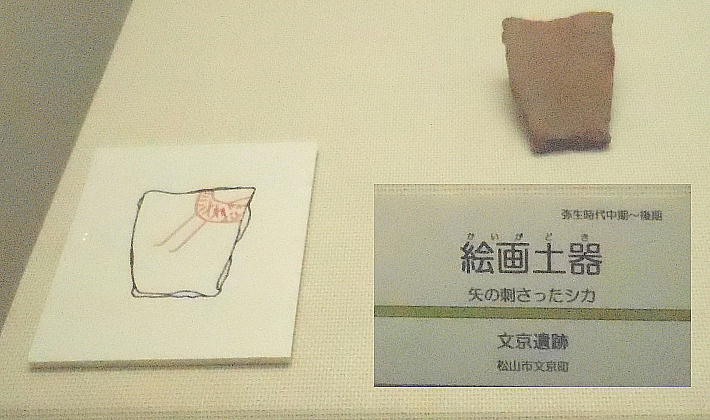 弥生時代中期～後期
かいがどき
絵画土器
矢の刺さったシカ
文京遺跡
松山市文京町